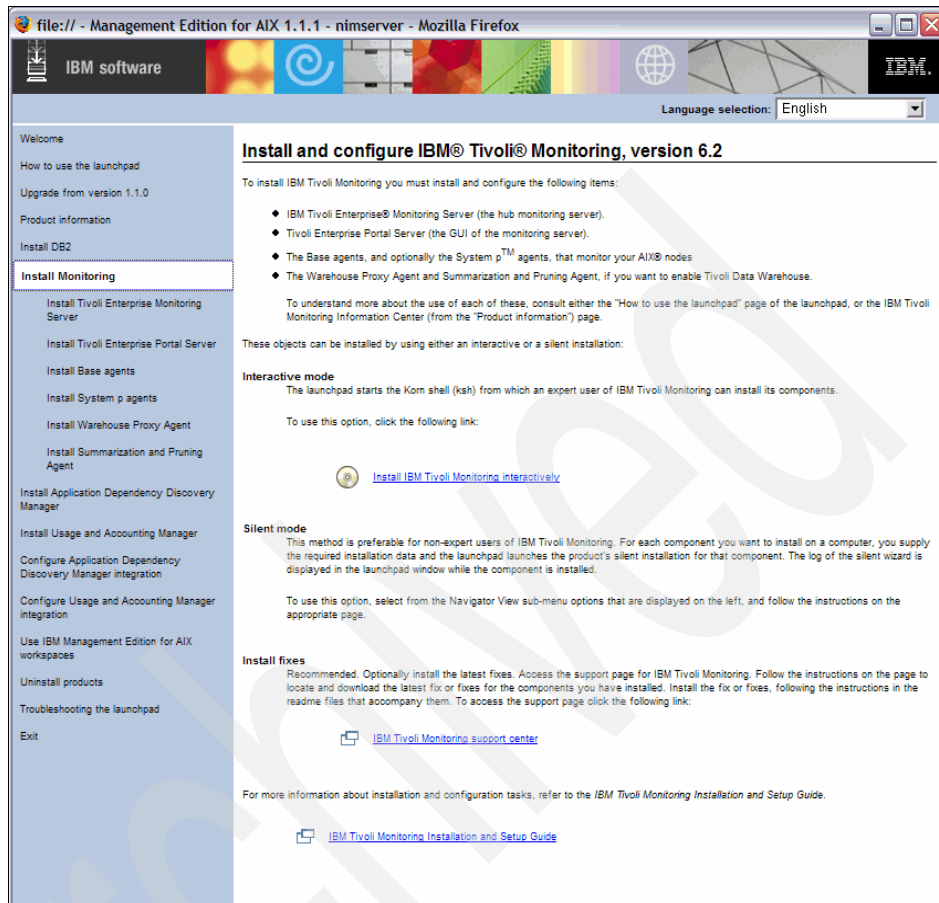 file:// - Management Edition for AIX 1.1.1 - nimserver - Mozilla Firefox
IBM software
IBM.
Language selection: English
Welcome
How to use the launchpad
Upgrade from version 1.1.0
Product information
Install DB2
Install Monitoring
Install Tivoli Enterprise Monitoring
Server
Install Tivoli Enterprise Portal Server
Install Base agents
Install System p agents
Install Warehouse Proxy Agent
Install Summarization and Pruning
Agent
Install Application Dependency Discovery
Manager
Install Usage and Accounting Manager
Configure Application Dependency
Discovery Manager integration
Configure Usage and Accounting Manager
integration
Use IBM Management Edition for AIX
workspaces
Uninstall products
Troubleshooting the launchpad
Exit
Install and configure IBM® Tivoli® Monitoring, version 6.2
To install IBM Tivoli Monitoring you must install and configure the following items:
IBM Tivoli Enterprise® Monitoring Server (the hub monitoring server).
Tivoli Enterprise Portal Server (the GUI of the monitoring server).
The Base agents, and optionally the System p™ agents, that monitor your AIX® nodes
The Warehouse Proxy Agent and Summarization and Pruning Agent, if you want to enable Tivoli Data Warehouse.
To understand more about the use of each of these, consult either the "How to use the launchpad" page of the launchpad, or the IBM Tivoli
Monitoring Information Center (from the "Product information") page.
These objects can be installed by using either an interactive or a silent installation:
Interactive mode
The launchpad starts the Korn shell (ksh) from which an expert user of IBM Tivoli Monitoring can install its components.
To use this option, click the following link:
Install IBM Tivoli Monitoring interactively
Silent mode
This method is preferable for non-expert users of IBM Tivoli Monitoring. For each component you want to install on a computer, you supply
the required installation data and the launchpad launches the product's silent installation for that component. The log of the silent wizard is
displayed in the launchpad window while the component is installed.
To use this option, select from the Navigator View sub-menu options that are displayed on the left, and follow the instructions on the
appropriate page.
Install fixes
Recommended. Optionally install the latest fixes. Access the support page for IBM Tivoli Monitoring. Follow the instructions on the page to
locate and download the latest fix or fixes for the components you have installed. Install the fix or fixes, following the instructions in the
readme files that accompany them. To access the support page click the following link:
IBM Tivoli Monitoring support center
For more information about installation and configuration tasks, refer to the IBM Tivoli Monitoring Installation and Setup Guide.
IBM Tivoli Monitoring Installation and Setup Guide